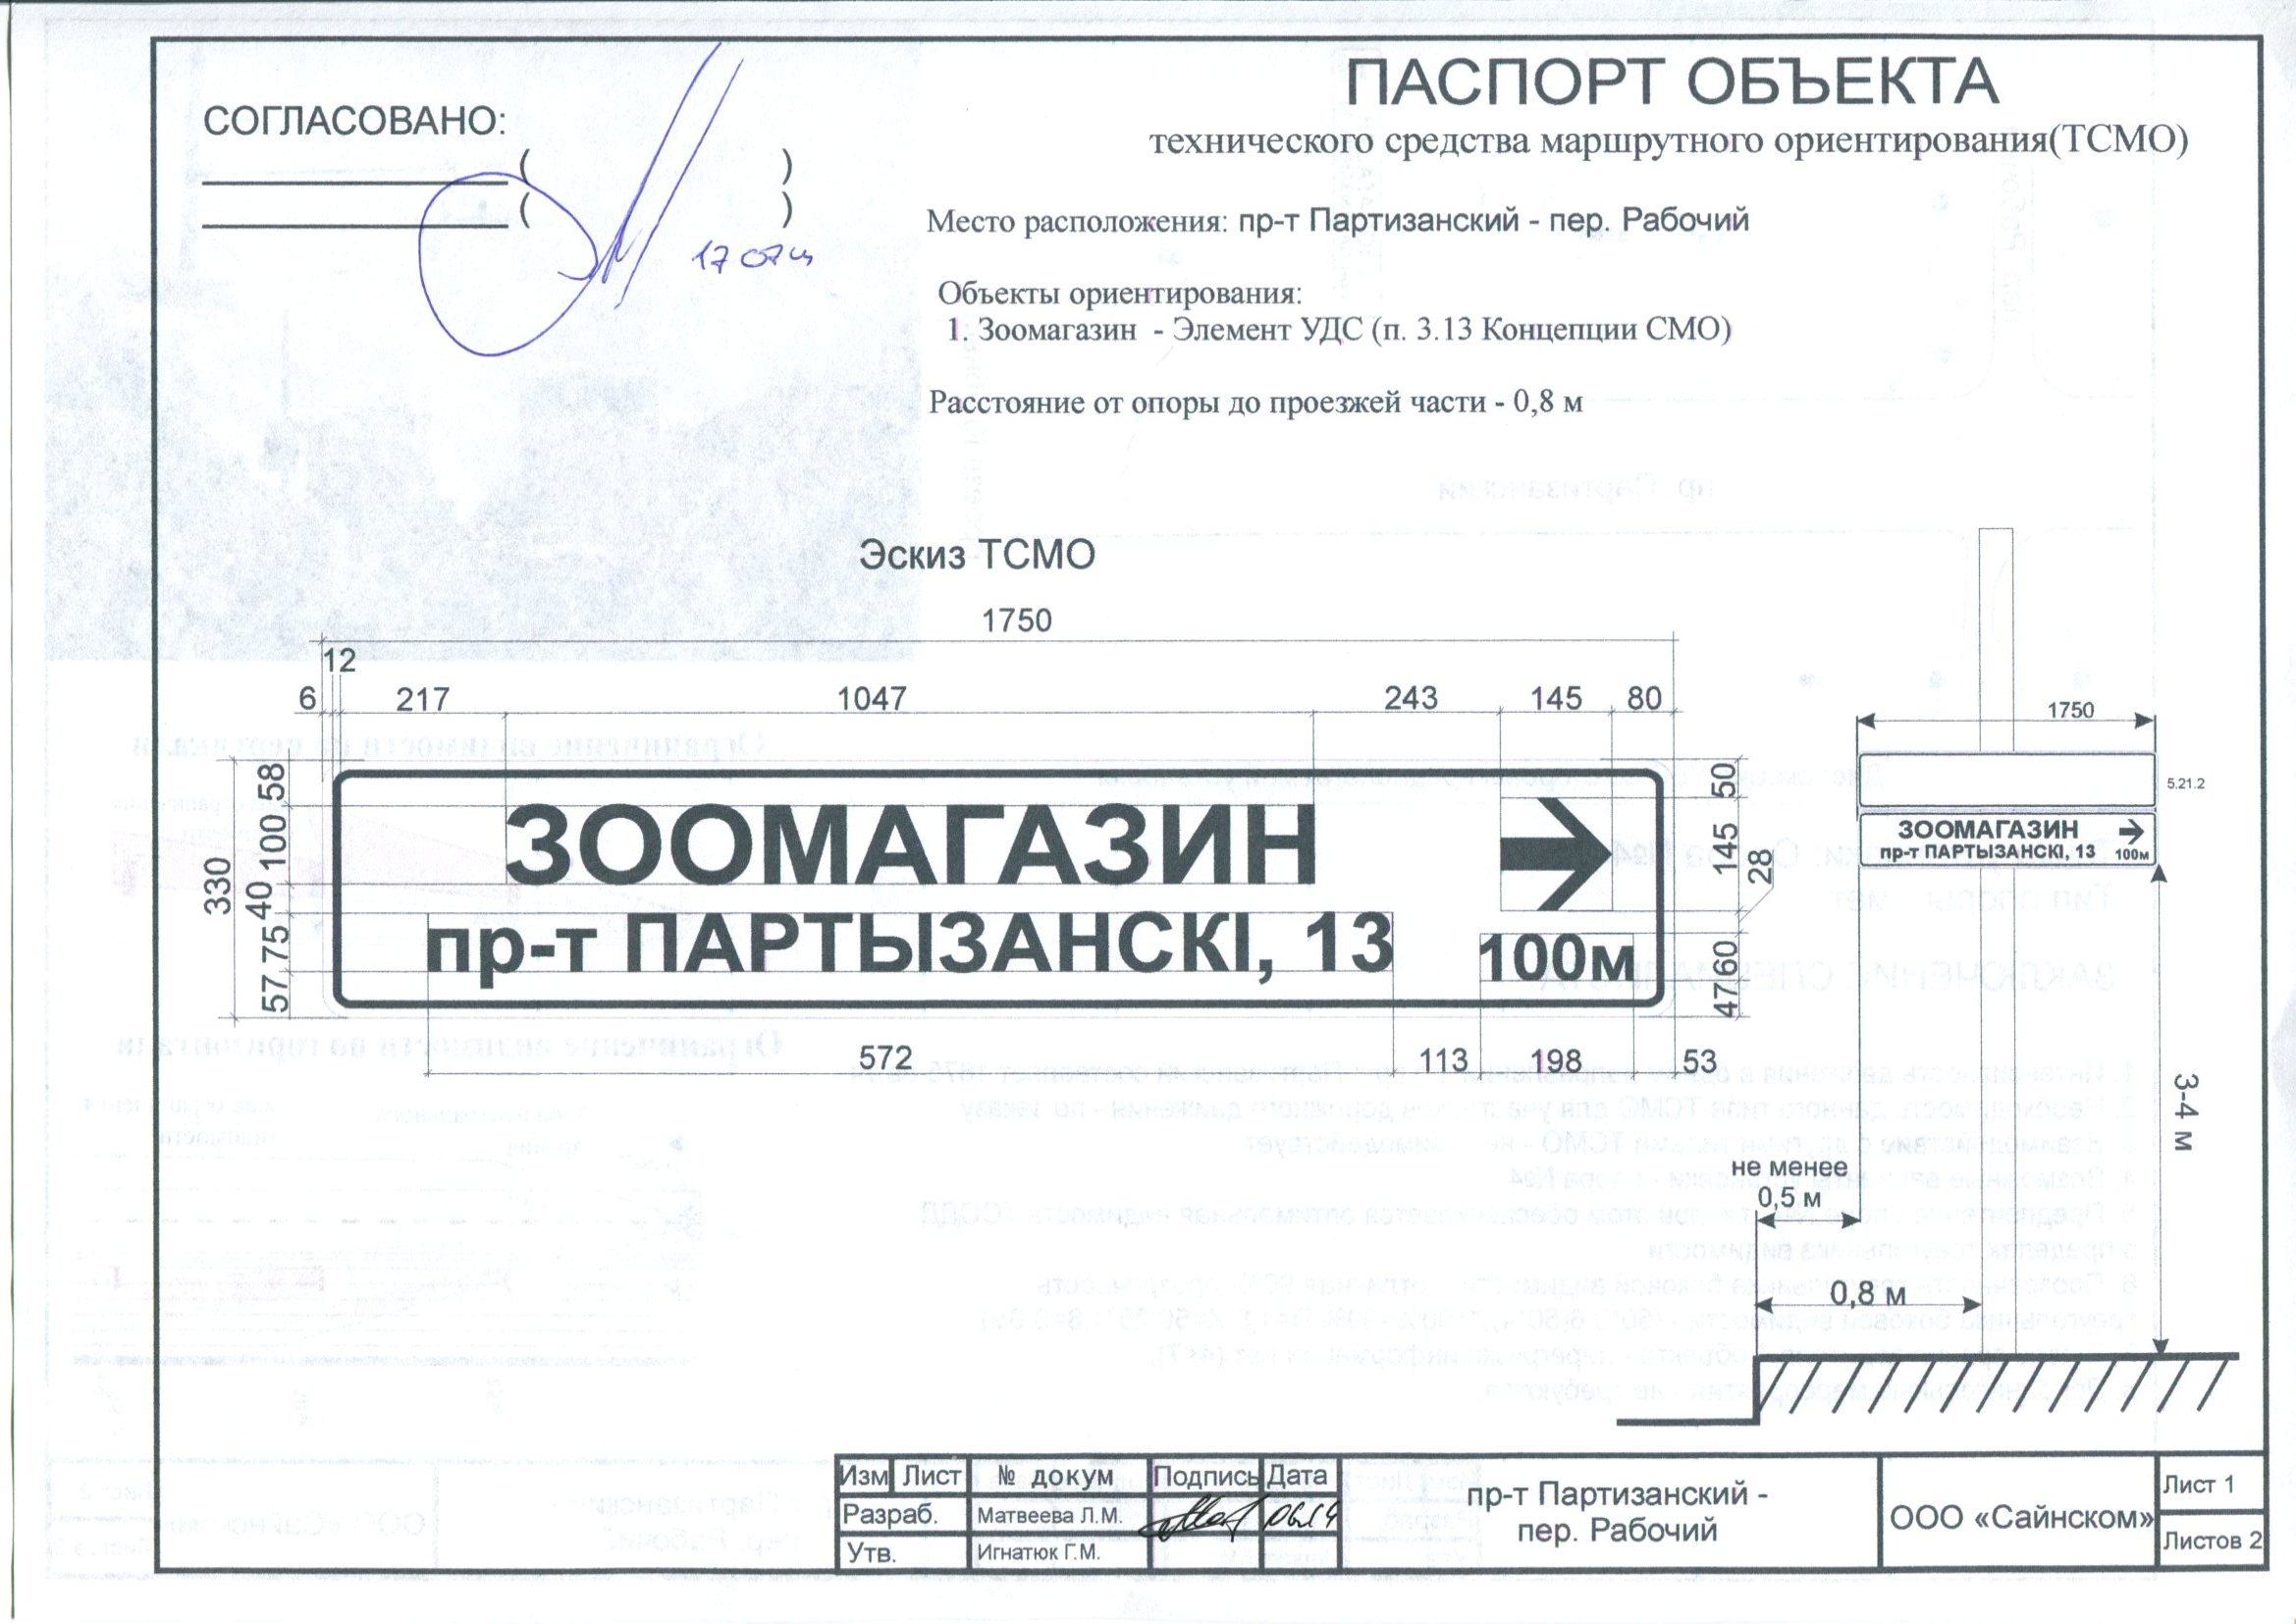 ПАСПОРТ ОБЪЕКТА
технического средства маршрутного ориентирования(ТСМО)
СОГЛАСОВАНО:
( )
( )
17 07 14
Место расположения: пр-т Партизанский - пер. Рабочий
Объекты ориентирования:
1. Зоомагазин - Элемент УДС (п. 3.13 Концепции СМО)
Расстояние от опоры до проезжей части - 0,8 м
Эскиз ТСМО
1750
12
6 217 1047 243 145 80
330
58 100 40 75 57
ЗООМАГАЗИН
пр-т ПАРТЫЗАНСКІ, 13
100м
50 145 28 60 47
572 113 198 53
1750
5.21.2
ЗООМАГАЗИН
пр-т ПАРТЫЗАНСКІ, 13 100м
3-4 м
не менее
0,5 м
0,8 м
Изм Лист № докум Подпись Дата
Разраб. Матвеева Л.М. 06.14
Утв. Игнатюк Г.М.
пр-т Партизанский -
пер. Рабочий
ООО «Сайнском»
Лист 1
Листов 2